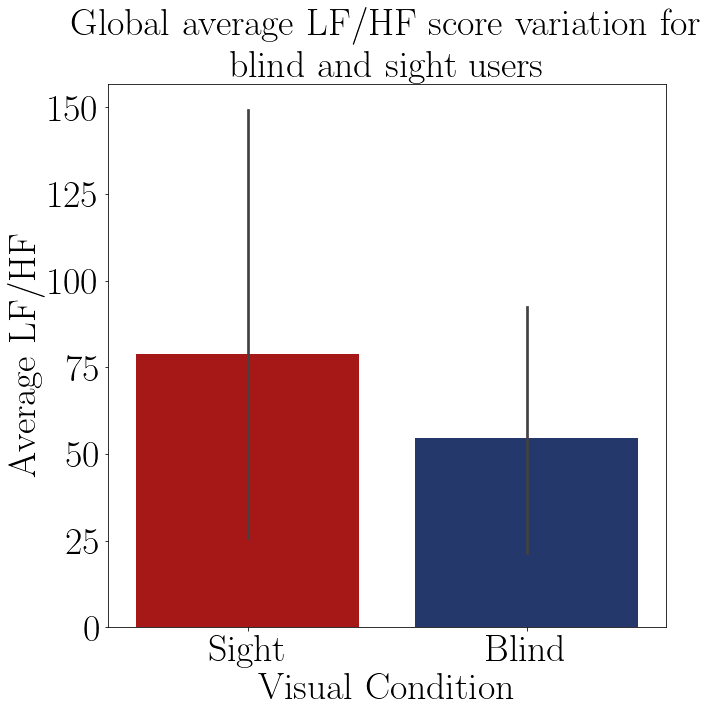 Global average LF/HF score variation for
blind and sight users
150
125
100
75
50
25
0
Average LF/HF
Sight
Blind
Visual Condition